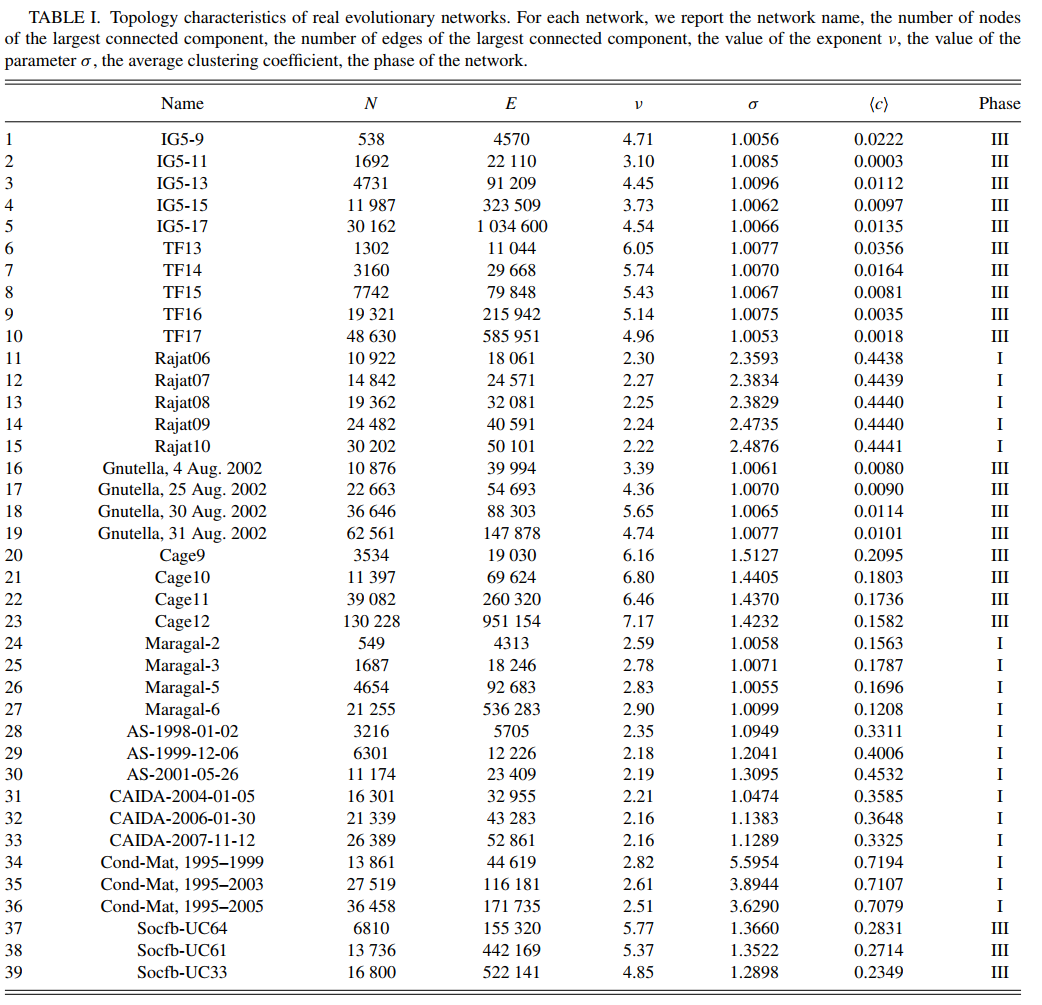 TABLE I. Topology characteristics of real evolutionary networks. For each network, we report the network name, the number of nodes
of the largest connected component, the number of edges of the largest connected component, the value of the exponent ν, the value of the
parameter σ, the average clustering coefficient, the phase of the network.
Name N E ν σ ⟨c⟩ Phase
1 IG5-9 538 4570 4.71 1.0056 0.0222 III
2 IG5-11 1692 22 110 3.10 1.0085 0.0003 III
3 IG5-13 4731 91 209 4.45 1.0096 0.0112 III
4 IG5-15 11 987 323 509 3.73 1.0062 0.0097 III
5 IG5-17 30 162 1 034 600 4.54 1.0066 0.0135 III
6 TF13 1302 11 044 6.05 1.0077 0.0356 III
7 TF14 3160 29 668 5.74 1.0070 0.0164 III
8 TF15 7742 79 848 5.43 1.0067 0.0081 III
9 TF16 19 321 215 942 5.14 1.0075 0.0035 III
10 TF17 48 630 585 951 4.96 1.0053 0.0018 III
11 Rajat06 10 922 18 061 2.30 2.3593 0.4438 I
12 Rajat07 14 842 24 571 2.27 2.3834 0.4439 I
13 Rajat08 19 362 32 081 2.25 2.3829 0.4440 I
14 Rajat09 24 482 40 591 2.24 2.4735 0.4440 I
15 Rajat10 30 202 50 101 2.22 2.4876 0.4441 I
16 Gnutella, 4 Aug. 2002 10 876 39 994 3.39 1.0061 0.0080 III
17 Gnutella, 25 Aug. 2002 22 663 54 693 4.36 1.0070 0.0090 III
18 Gnutella, 30 Aug. 2002 36 646 88 303 5.65 1.0065 0.0114 III
19 Gnutella, 31 Aug. 2002 62 561 147 878 4.74 1.0077 0.0101 III
20 Cage9 3534 19 030 6.16 1.5127 0.2095 III
21 Cage10 11 397 69 624 6.80 1.4405 0.1803 III
22 Cage11 39 082 260 320 6.46 1.4370 0.1736 III
23 Cage12 130 228 951 154 7.17 1.4232 0.1582 III
24 Maragal-2 549 4313 2.59 1.0058 0.1563 I
25 Maragal-3 1687 18 246 2.78 1.0071 0.1787 I
26 Maragal-5 4654 92 683 2.83 1.0055 0.1696 I
27 Maragal-6 21 255 536 283 2.90 1.0099 0.1208 I
28 AS-1998-01-02 3216 5705 2.35 1.0949 0.3311 I
29 AS-1999-12-06 6301 12 226 2.18 1.2041 0.4006 I
30 AS-2001-05-26 11 174 23 409 2.19 1.3095 0.4532 I
31 CAIDA-2004-01-05 16 301 32 955 2.21 1.0474 0.3585 I
32 CAIDA-2006-01-30 21 339 43 283 2.16 1.1383 0.3648 I
33 CAIDA-2007-11-12 26 389 52 861 2.16 1.1289 0.3325 I
34 Cond-Mat, 1995–1999 13 861 44 619 2.82 5.5954 0.7194 I
35 Cond-Mat, 1995–2003 27 519 116 181 2.61 3.8944 0.7107 I
36 Cond-Mat, 1995–2005 36 458 171 735 2.51 3.6290 0.7079 I
37 Socfb-UC64 6810 155 320 5.77 1.3660 0.2831 III
38 Socfb-UC61 13 736 442 169 5.37 1.3522 0.2714 III
39 Socfb-UC33 16 800 522 141 4.85 1.2898 0.2349 III